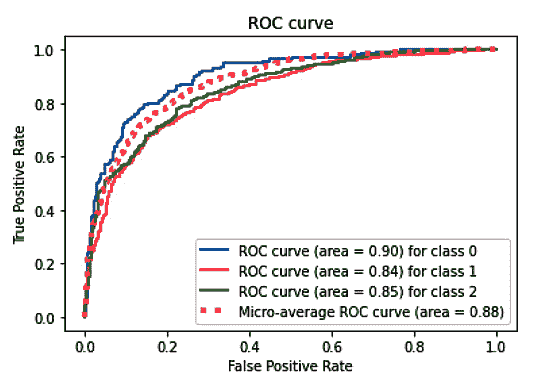 ROC curve
1.0
0.8
0.6
0.4
0.2
0.0
True Positive Rate
ROC curve (area = 0.90) for class 0
ROC curve (area = 0.84) for class 1
ROC curve (area = 0.85) for class 2
Micro-average ROC curve (area = 0.88)
0.0 0.2 0.4 0.6 0.8 1.0
False Positive Rate